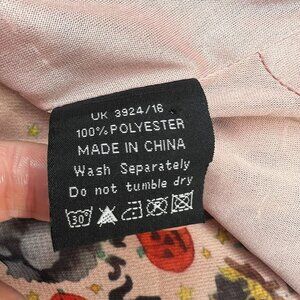 UK 3924/16
100% POLYESTER
MADE IN CHINA
Wash Separately
Do not tumble dry
30°